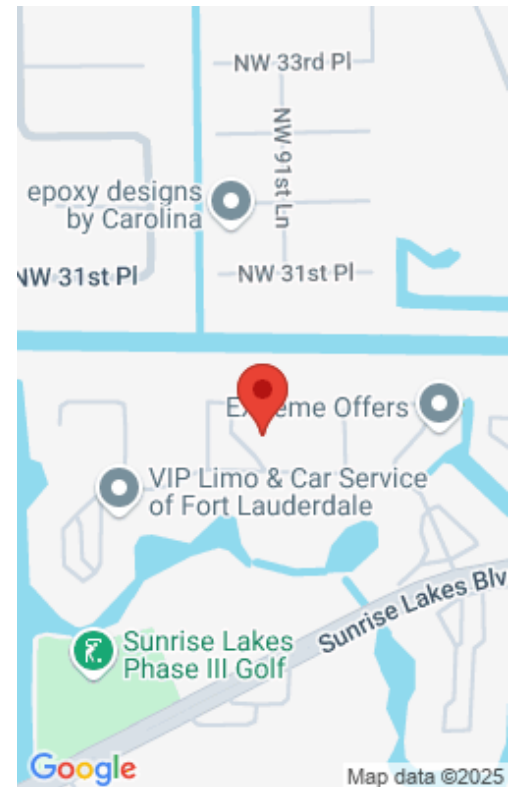 NW 33rd Pl
NW 91st Ln
epoxy designs
by Carolina
NW 31st Pl
NW 31st Pl
Extreme Offers
VIP Limo & Car Service
of Fort Lauderdale
Sunrise Lakes Blv
Sunrise Lakes
Phase III Golf
Google
Map data ©2025